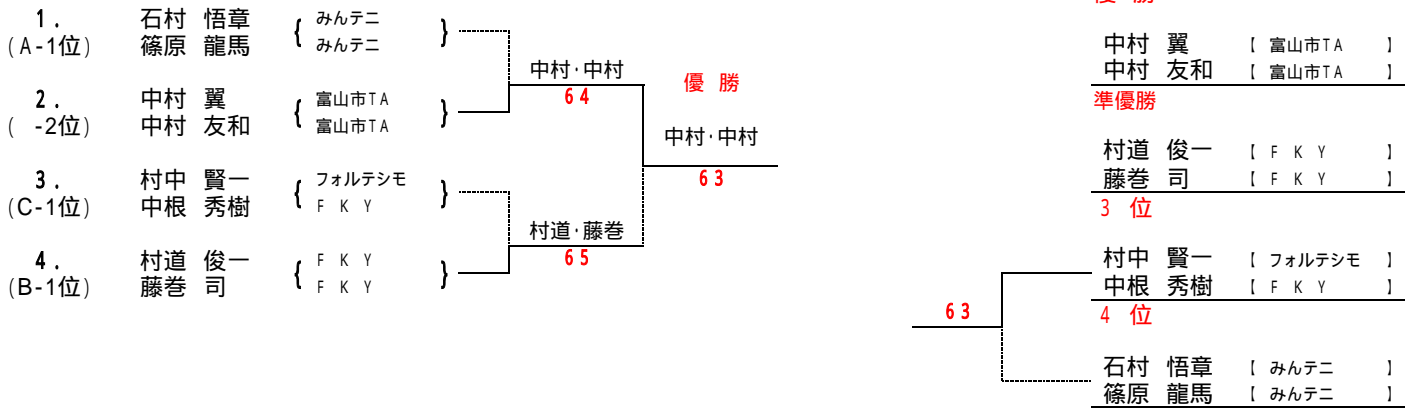 1. 石村 悟章 { みんテニ }
(A-1位) 篠原 龍馬 みんテニ
中村・中村
64
2. 中村 翼 { 富山市TA }
( -2位) 中村 友和 富山市TA
優 勝
中村・中村
63
3. 村中 賢一 { フォルテシモ }
(C-1位) 中根 秀樹 F K Y
村道・藤巻
65
4. 村道 俊一 { F K Y }
(B-1位) 藤巻 司 F K Y
優 勝
中村 翼 【 富山市TA 】
中村 友和 【 富山市TA 】
準優勝
村道 俊一 【 F K Y 】
藤巻 司 【 F K Y 】
3 位
村中 賢一 【 フォルテシモ 】
中根 秀樹 【 F K Y 】
63
4 位
石村 悟章 【 みんテニ 】
篠原 龍馬 【 みんテニ 】